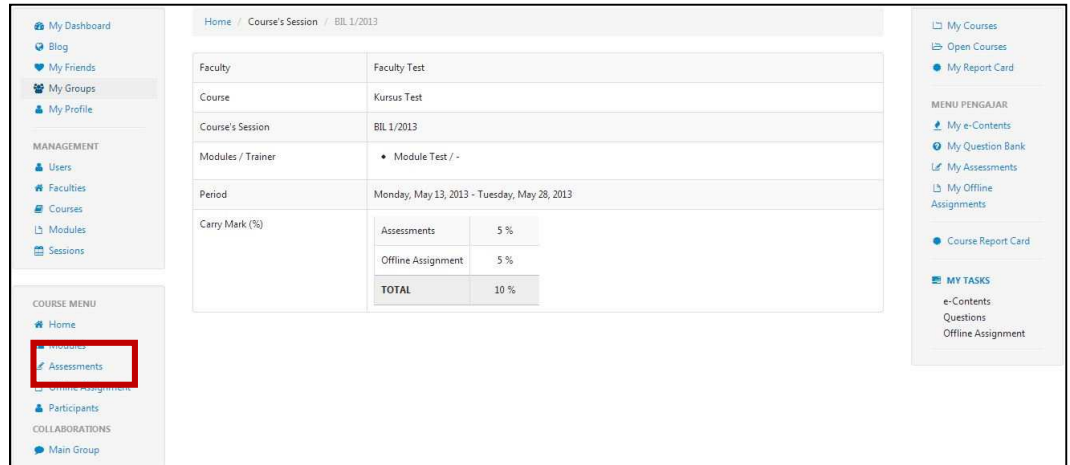 My Dashboard
Blog
My Friends
My Groups
My Profile
MANAGEMENT
Users
Faculties
Courses
Modules
Sessions
COURSE MENU
Home
Modules
Assessments
Offline Assignment
Participants
COLLABORATIONS
Main Group
Home / Course's Session / BIL 1/2013
Faculty Faculty Test
Course Kursus Test
Course's Session BIL 1/2013
Modules / Trainer • Module Test / -
Period Monday, May 13, 2013 - Tuesday, May 28, 2013
Carry Mark (%)
Assessments 5 %
Offline Assignment 5 %
TOTAL 10 %
My Courses
Open Courses
My Report Card
MENU PENGAJAR
My e-Contents
My Question Bank
My Assessments
My Offline
Assignments
Course Report Card
MY TASKS
e-Contents
Questions
Offline Assignment